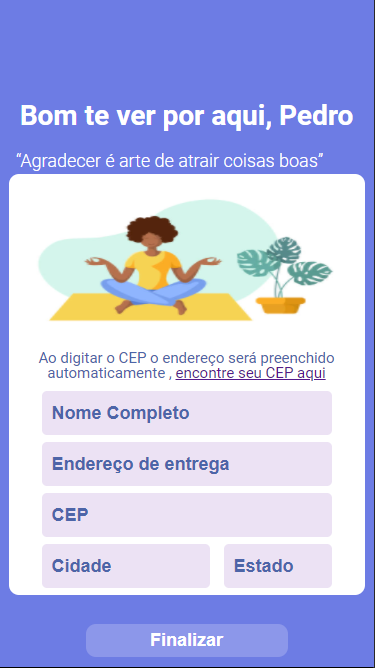 Bom te ver por aqui, Pedro
“Agradecer é arte de atrair coisas boas”
Ao digitar o CEP o endereço será preenchido
automaticamente , encontre seu CEP aqui
Nome Completo
Endereço de entrega
CEP
Cidade Estado
Finalizar